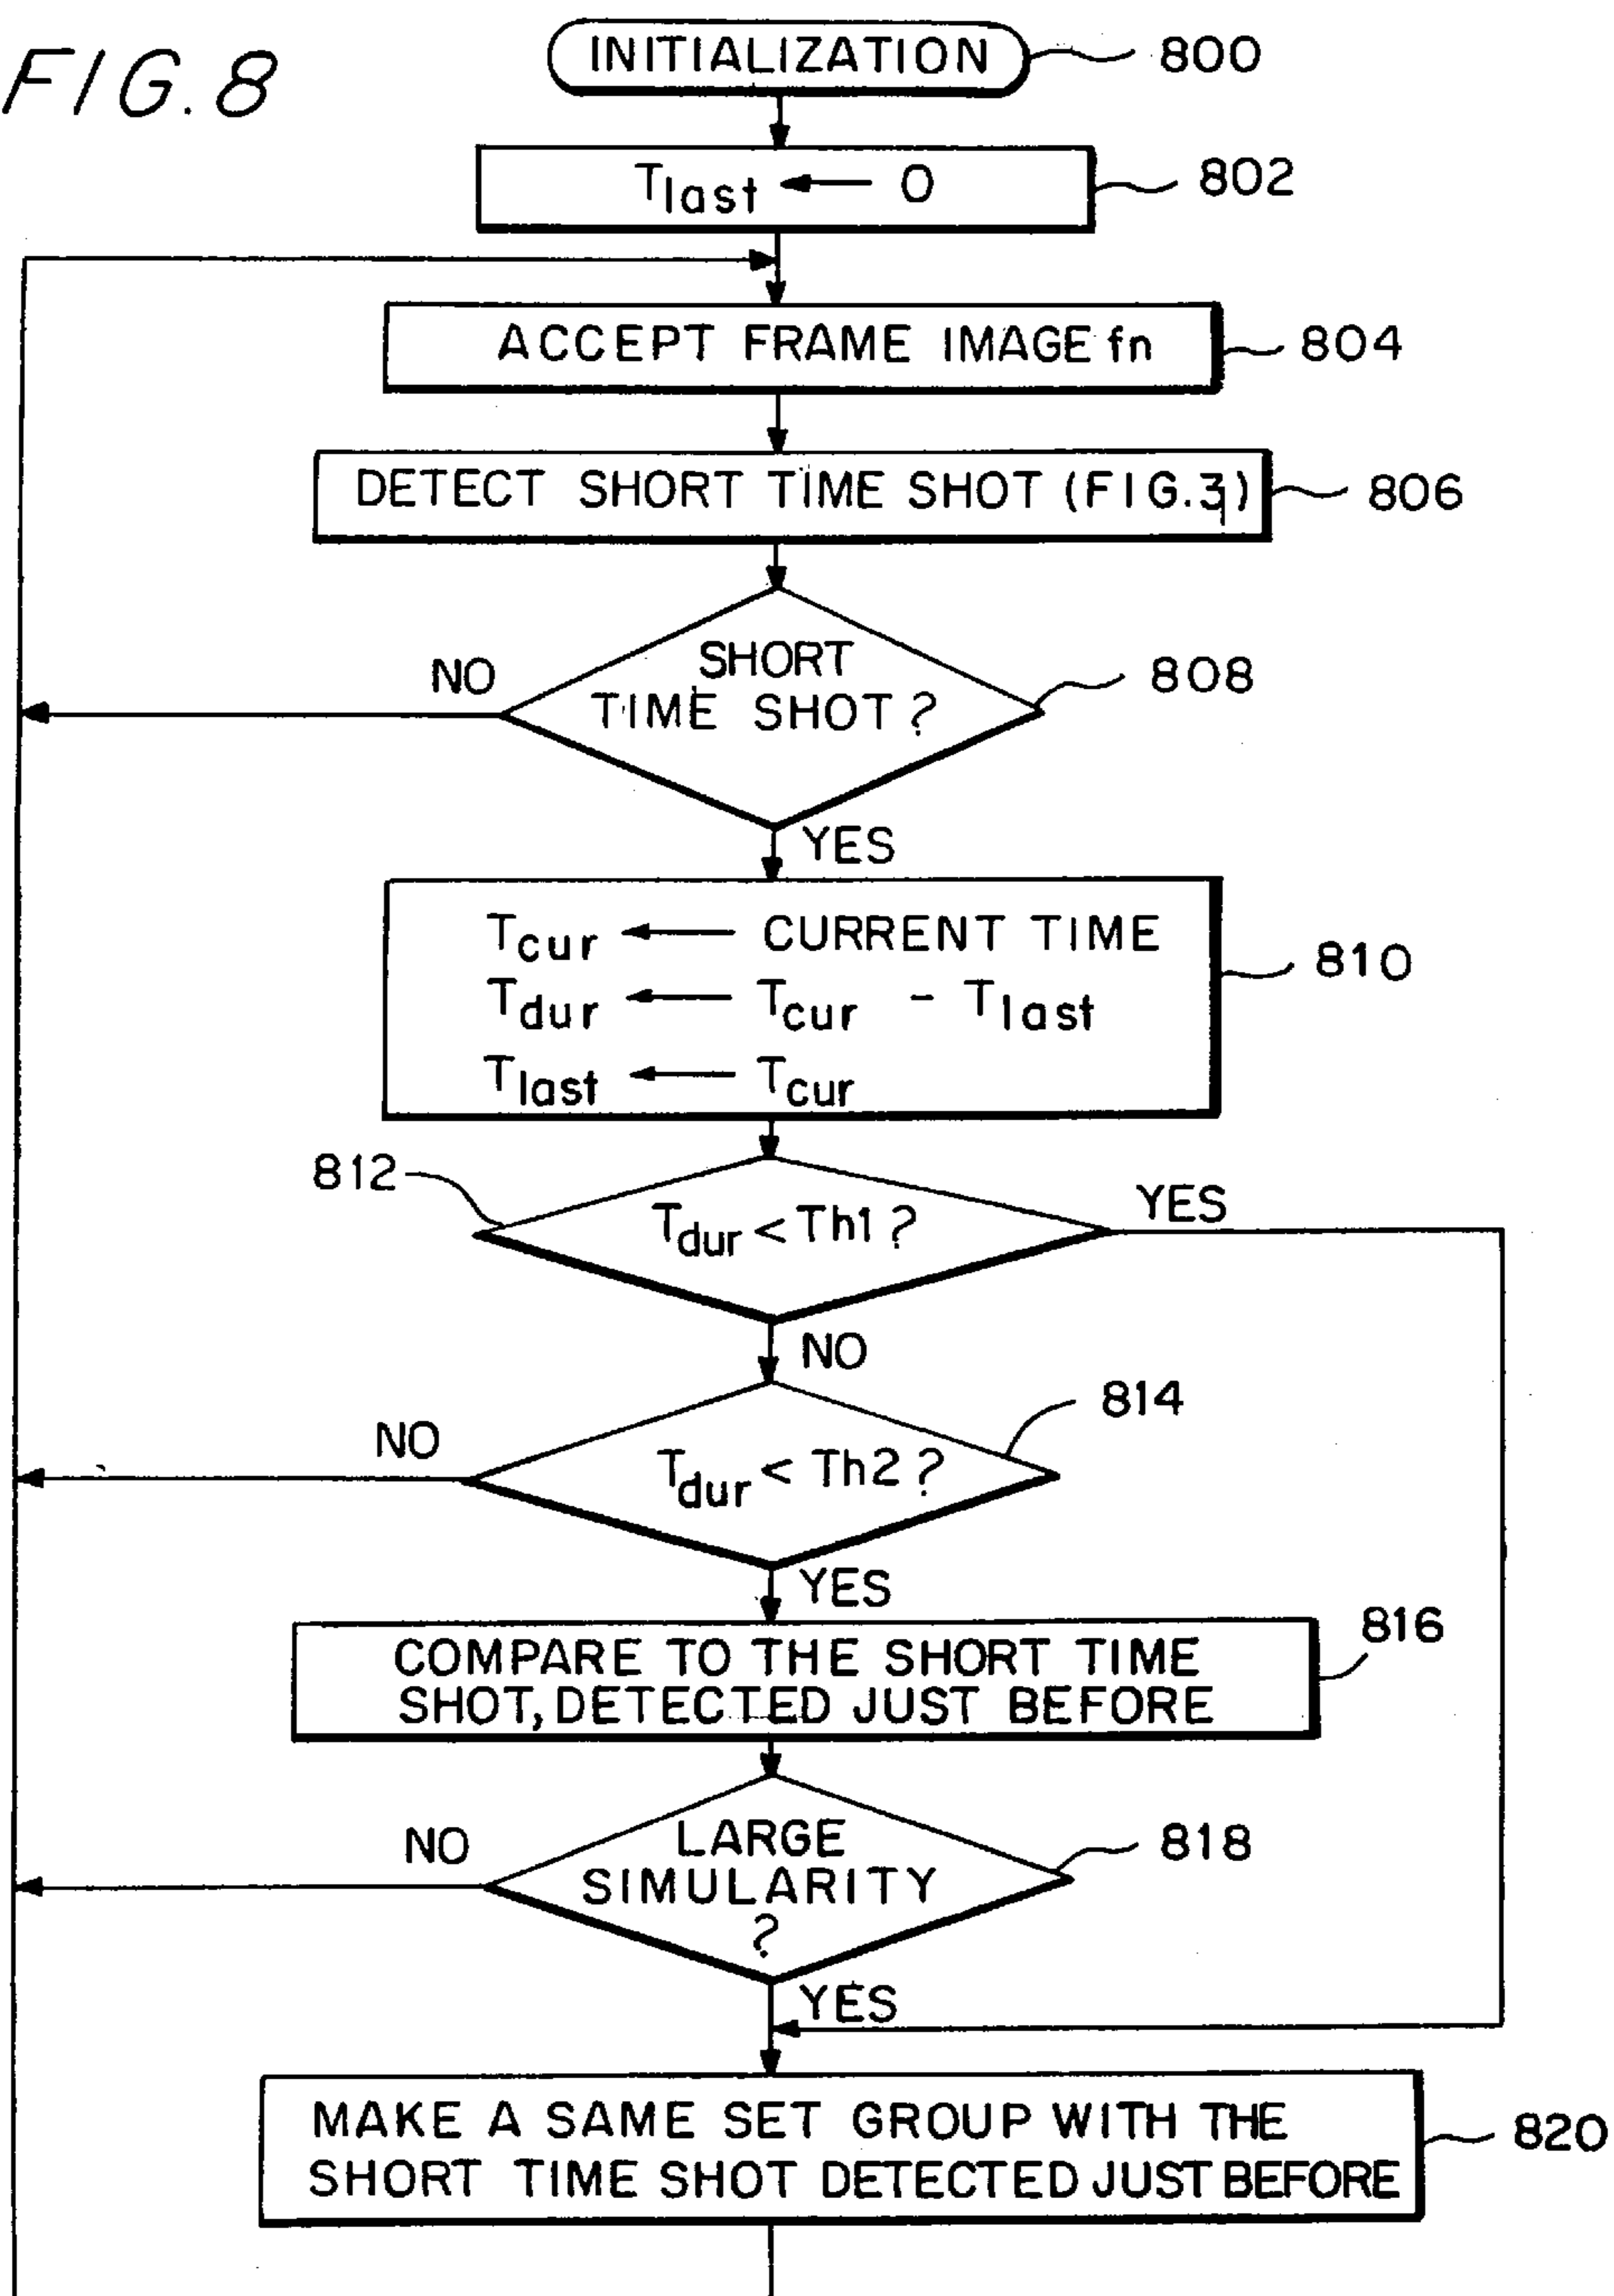 FIG. 8
INITIALIZATION
800
Tlast ← 0
802
ACCEPT FRAME IMAGE fn
804
DETECT SHORT TIME SHOT (FIG.3)
806
SHORT
TIME SHOT?
808
NO
YES
Tcur ← CURRENT TIME
Tdur ← Tcur - Tlast
Tlast ← Tcur
810
812
Tdur < Th1?
YES
NO
814
Tdur < Th2?
NO
YES
COMPARE TO THE SHORT TIME
SHOT, DETECTED JUST BEFORE
816
LARGE
SIMULARITY
?
818
NO
YES
MAKE A SAME SET GROUP WITH THE
SHORT TIME SHOT DETECTED JUST BEFORE
820